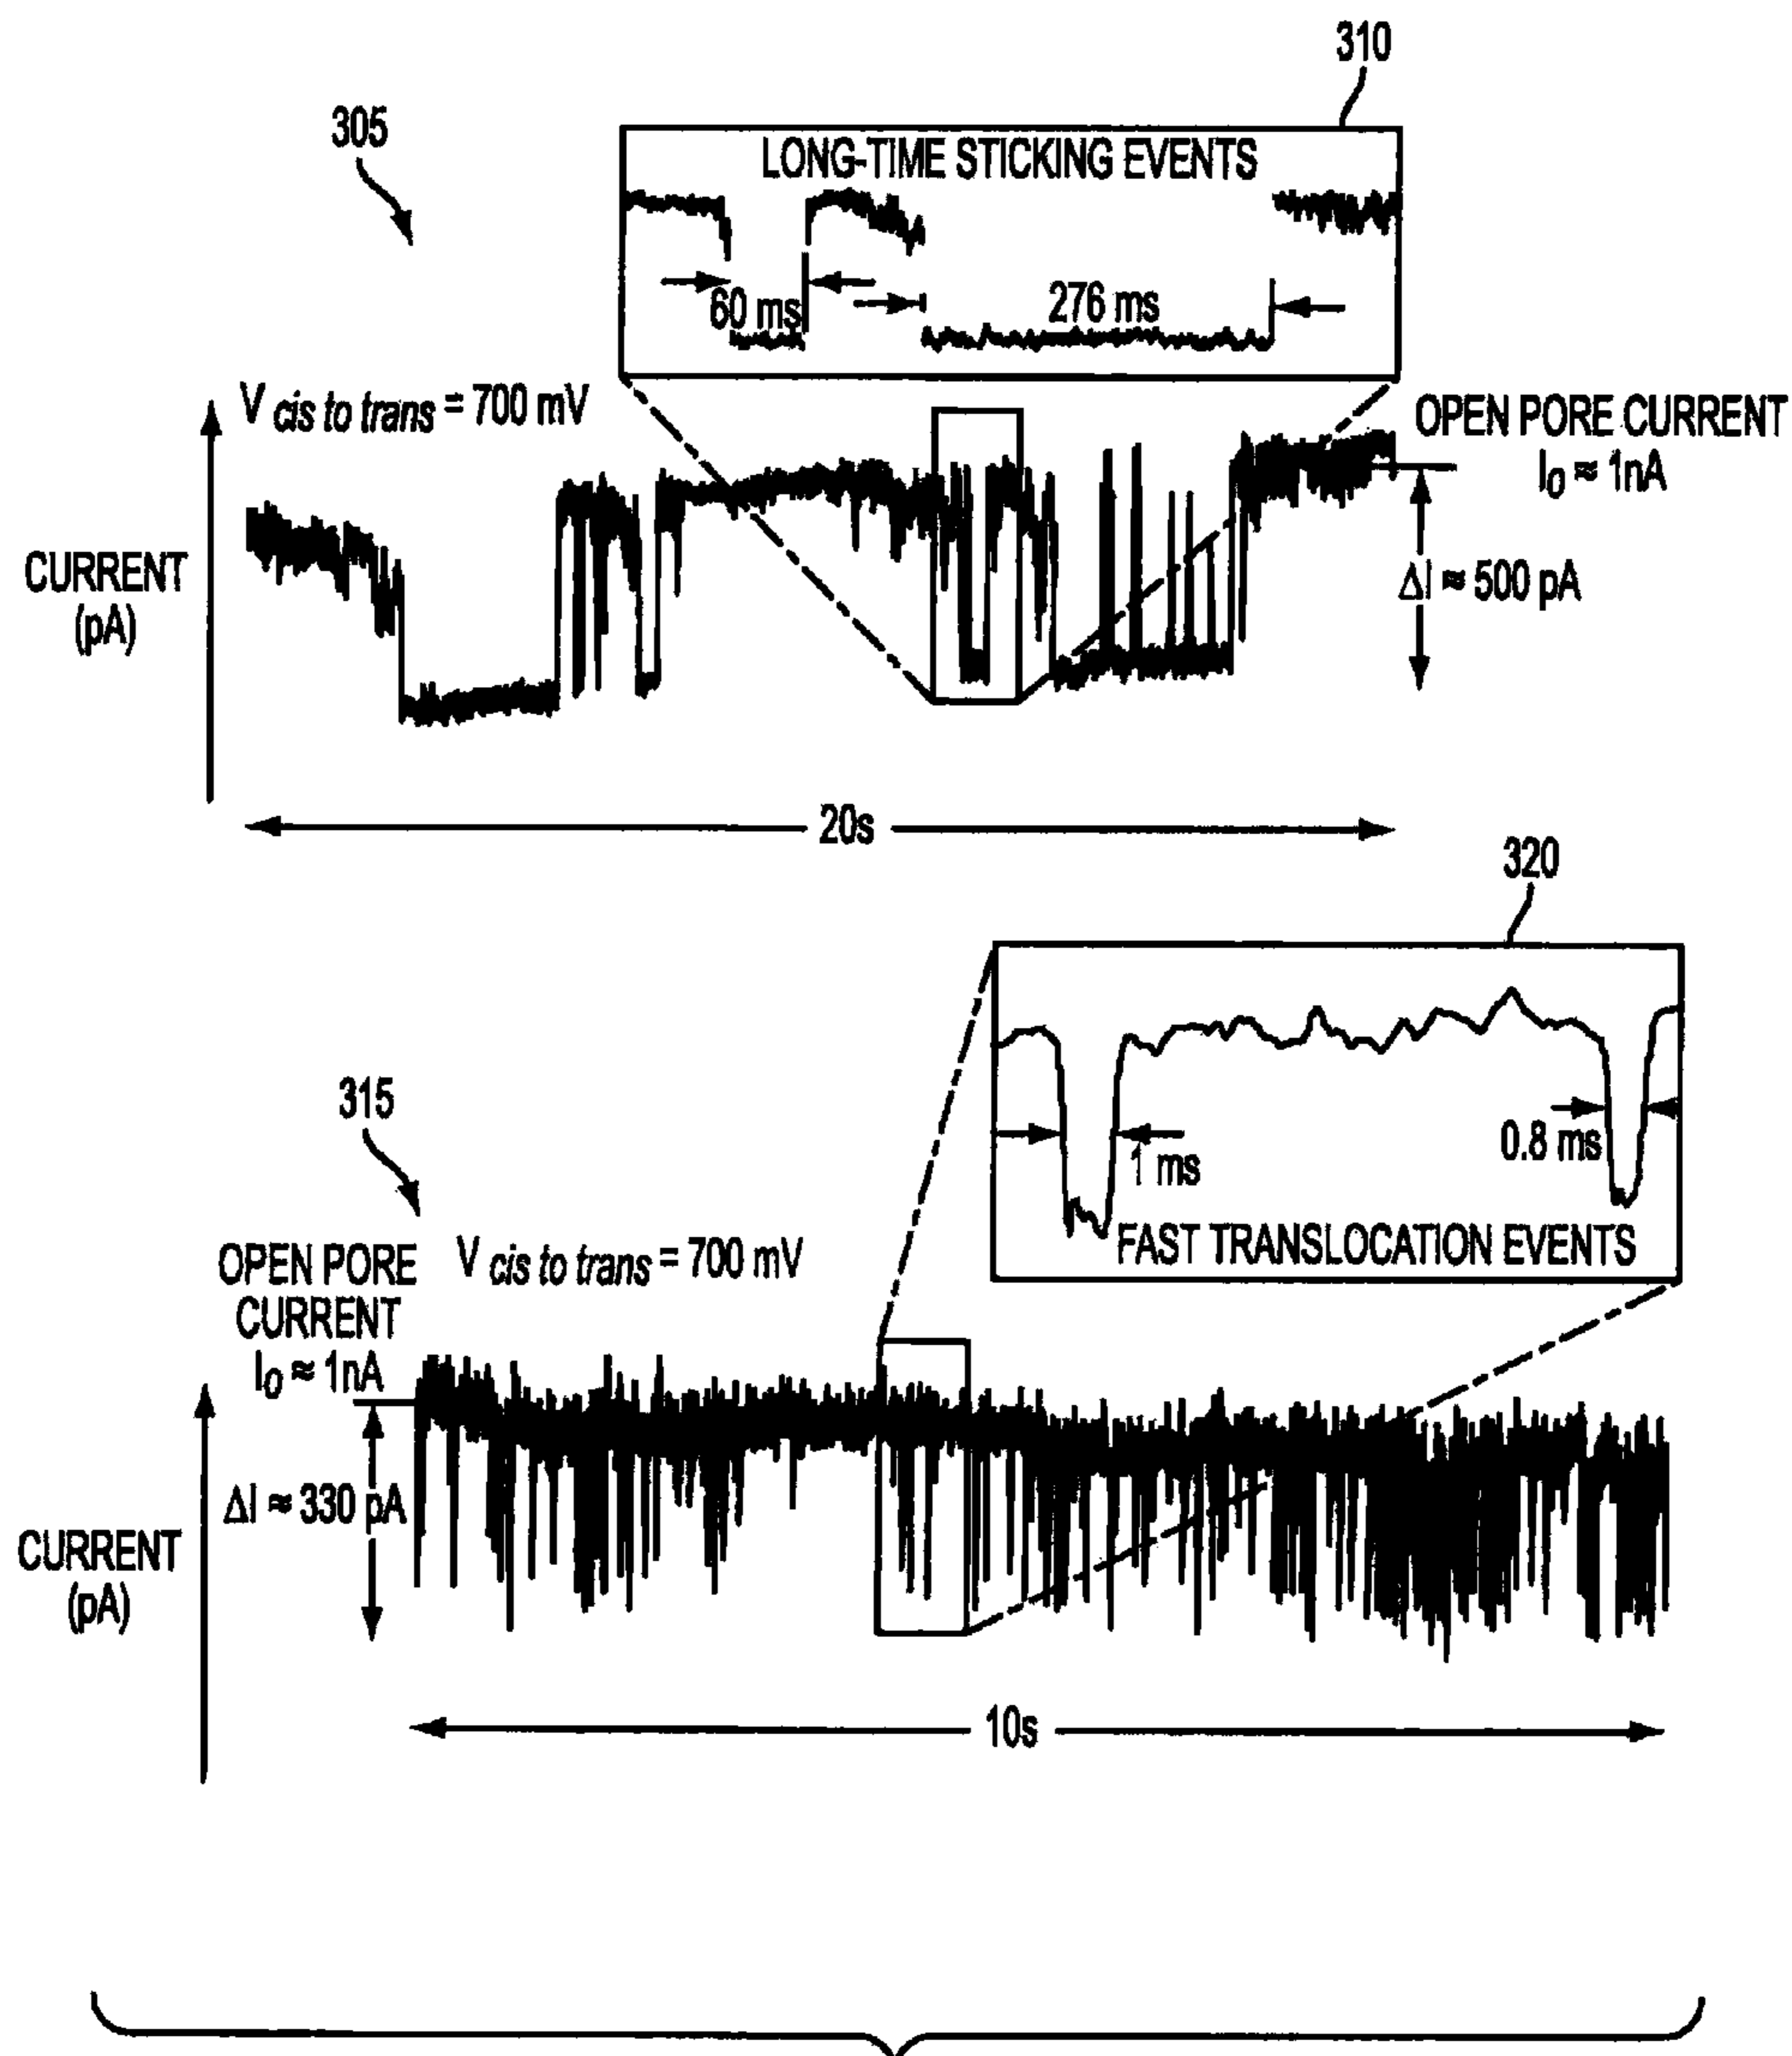 310
305
LONG-TIME STICKING EVENTS
60 ms
276 ms
V cis to trans = 700 mV
OPEN PORE CURRENT
I₀ ≈ 1nA
CURRENT
(pA)
ΔI ≈ 500 pA
20s
320
315
1 ms
0.8 ms
FAST TRANSLOCATION EVENTS
OPEN PORE
CURRENT
I₀ ≈ 1nA
V cis to trans = 700 mV
ΔI ≈ 330 pA
CURRENT
(pA)
10s